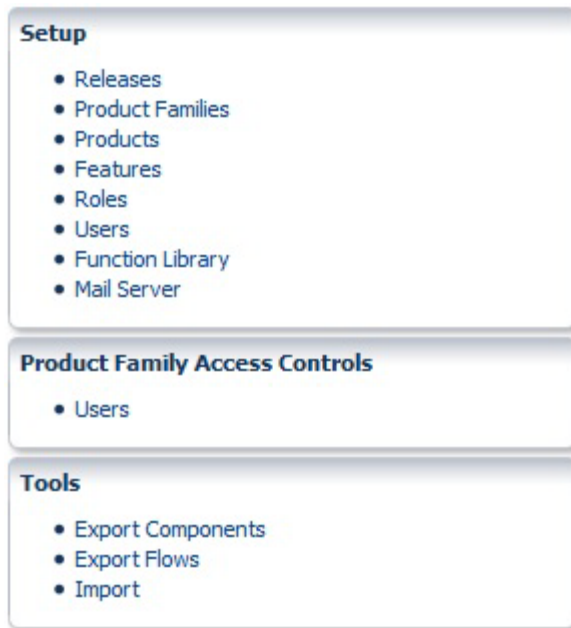 Setup
• Releases
• Product Families
• Products
• Features
• Roles
• Users
• Function Library
• Mail Server
Product Family Access Controls
• Users
Tools
• Export Components
• Export Flows
• Import